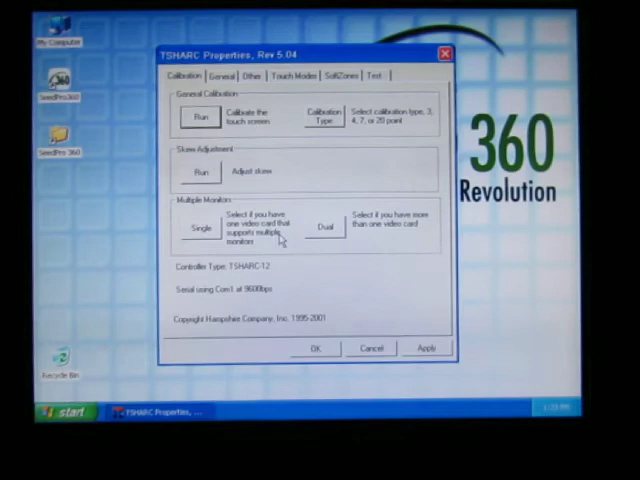 My Computer
SeedPro360
SeedPro 360
Recycle Bin
TSHARC Properties, Rev 5.04
Calibration General Other Touch Modes SoftZones Test
General Calibration
Run
Calibrate the
touch screen
Calibration
Type
Select calibration type, 3,
4, 7, or 20 point
Skew Adjustment
Run
Adjust skew
Multiple Monitors
Single
Select if you have
one video card that
supports multiple
monitors
Dual
Select if you have more
than one video card
Controller Type: TSHARC-12
Serial using Com1 at 9600bps
Copyright Hampshire Company, Inc. 1995-2001
OK Cancel Apply
360
Revolution
start
TSHARC Properties, ...